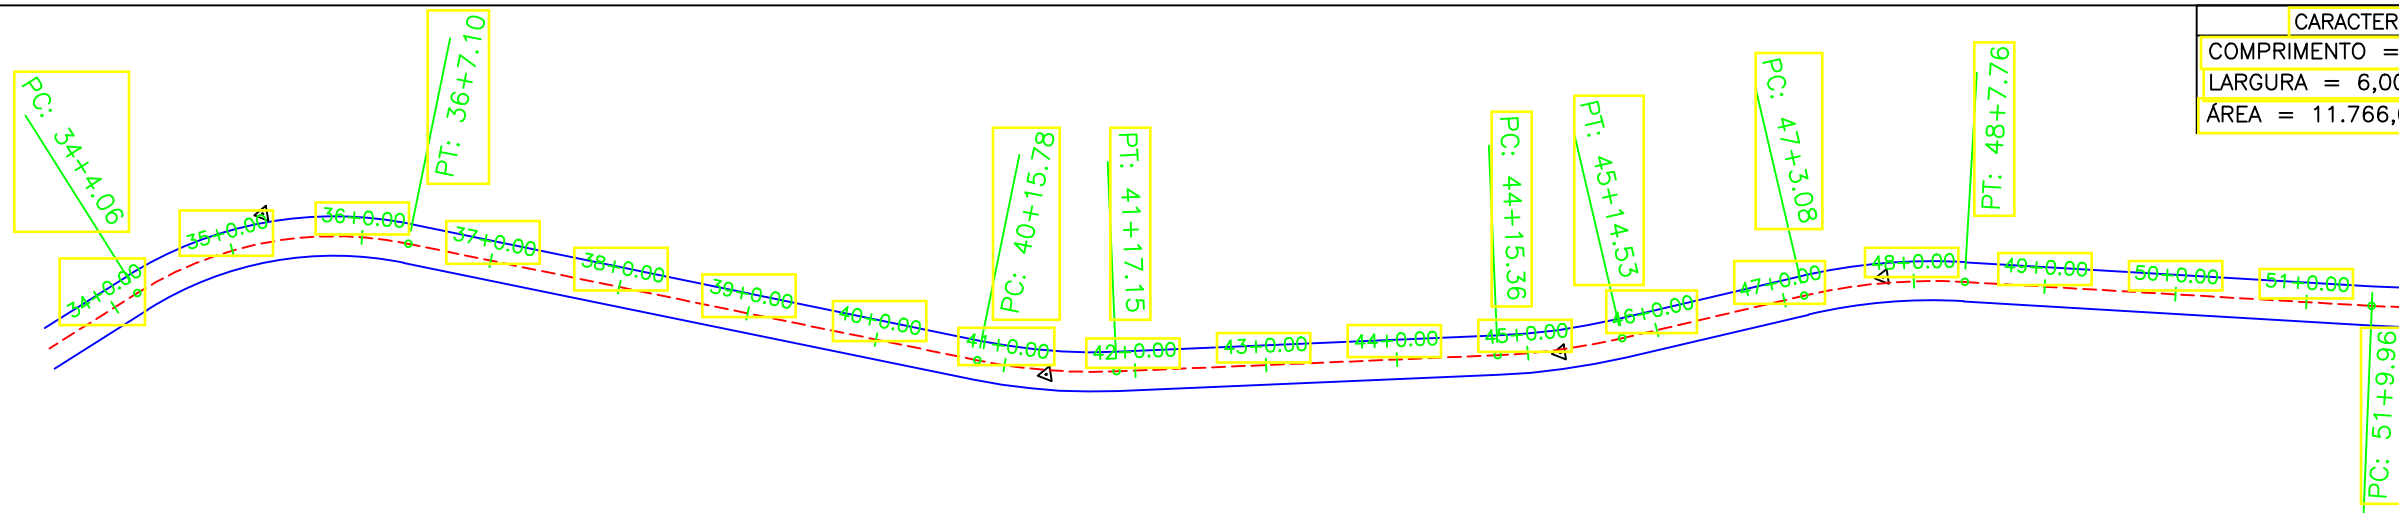 PC: 34+4.06
PT: 36+7.10
PC: 40+15.78
PT: 41+17.15
PC: 44+15.36
PT: 45+14.53
PC: 47+3.08
PT: 48+7.76
CARACTER
COMPRIMENTO =
LARGURA = 6,00
ÁREA = 11.766,
34+0.00
35+0.00
36+0.00
37+0.00
38+0.00
39+0.00
40+0.00
41+0.00
42+0.00
43+0.00
44+0.00
45+0.00
46+0.00
47+0.00
48+0.00
49+0.00
50+0.00
51+0.00
PC: 51+9.96